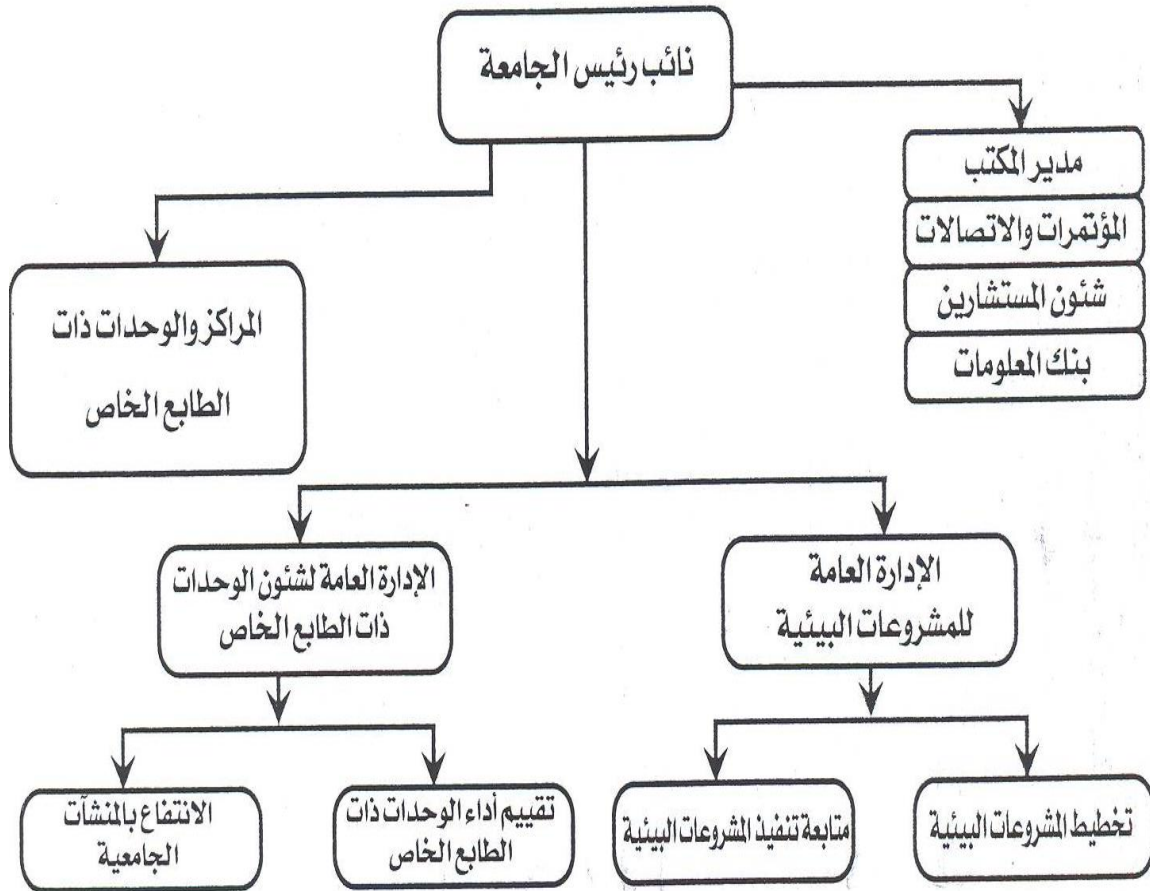 نائب رئيس الجامعة
مدير المكتب
المؤتمرات والاتصالات
شئون المستشارين
بنك المعلومات
المراكز والوحدات ذات
الطابع الخاص
الإدارة العامة
للمشروعات البيئية
الإدارة العامة لشئون الوحدات
ذات الطابع الخاص
تخطيط المشروعات البيئية
متابعة تنفيذ المشروعات البيئية
تقييم أداء الوحدات ذات
الطابع الخاص
الانتفاع بالمنشآت
الجامعية